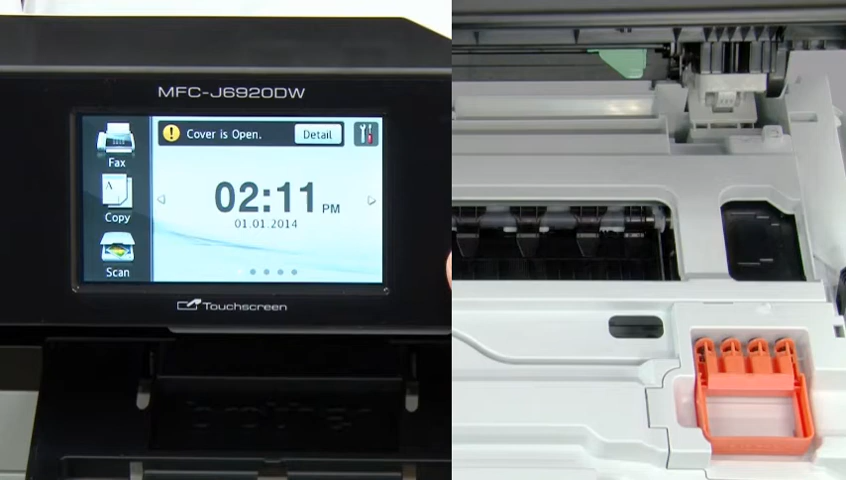 MFC-J6920DW
Cover is Open.
Detail
Fax
Copy
Scan
02:11 PM
01.01.2014
Touchscreen